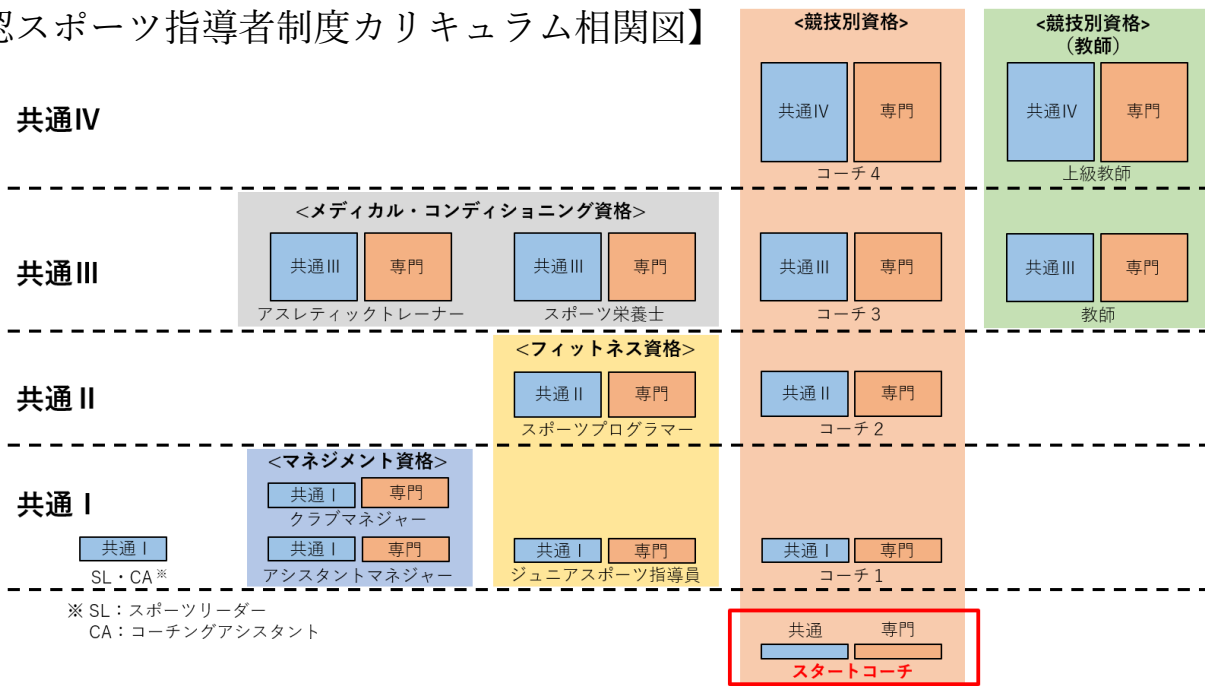 認スポーツ指導者制度カリキュラム相関図】
<競技別資格>
<競技別資格>
（教師）
共通Ⅳ
共通Ⅳ 専門
コーチ４
共通Ⅳ 専門
上級教師
共通Ⅲ
<メディカル・コンディショニング資格>
共通Ⅲ 専門
アスレティックトレーナー
共通Ⅲ 専門
スポーツ栄養士
共通Ⅲ 専門
コーチ３
共通Ⅲ 専門
教師
共通Ⅱ
<フィットネス資格>
共通Ⅱ 専門
スポーツプログラマー
共通Ⅱ 専門
コーチ２
共通Ⅰ
共通Ⅰ
SL・CA※
<マネジメント資格>
共通Ⅰ 専門
クラブマネジャー
共通Ⅰ 専門
アシスタントマネジャー
共通Ⅰ 専門
ジュニアスポーツ指導員
共通Ⅰ 専門
コーチ１
※ SL：スポーツリーダー
CA：コーチングアシスタント
共通 専門
スタートコーチ